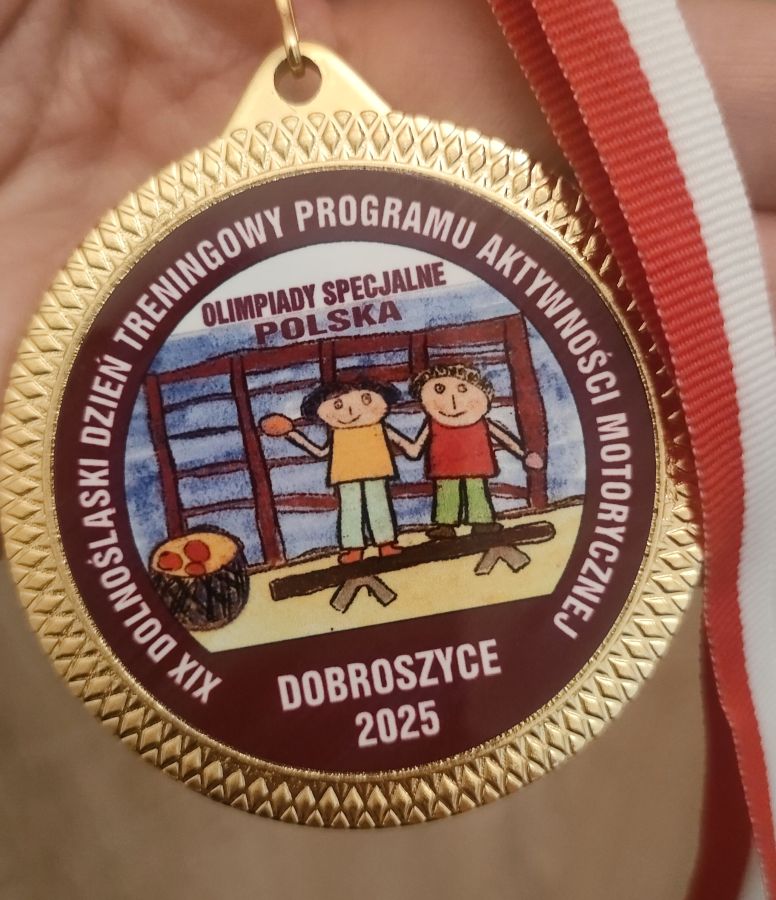 XIX DOLNOŚLĄSKI DZIEŃ TRENINGOWY PROGRAMU AKTYWNOŚCI MOTORYCZNEJ
OLIMPIADY SPECJALNE
POLSKA
DOBROSZYCE
2025